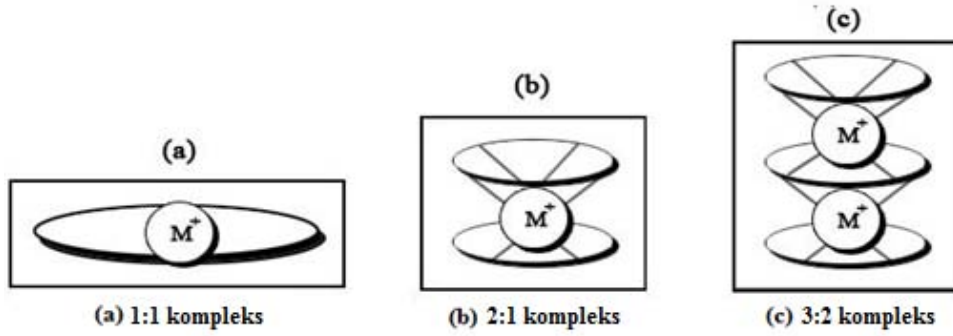 (c)
(b)
(a)
M+
M+
M+
M+
(a) 1:1 kompleks
(b) 2:1 kompleks
(c) 3:2 kompleks